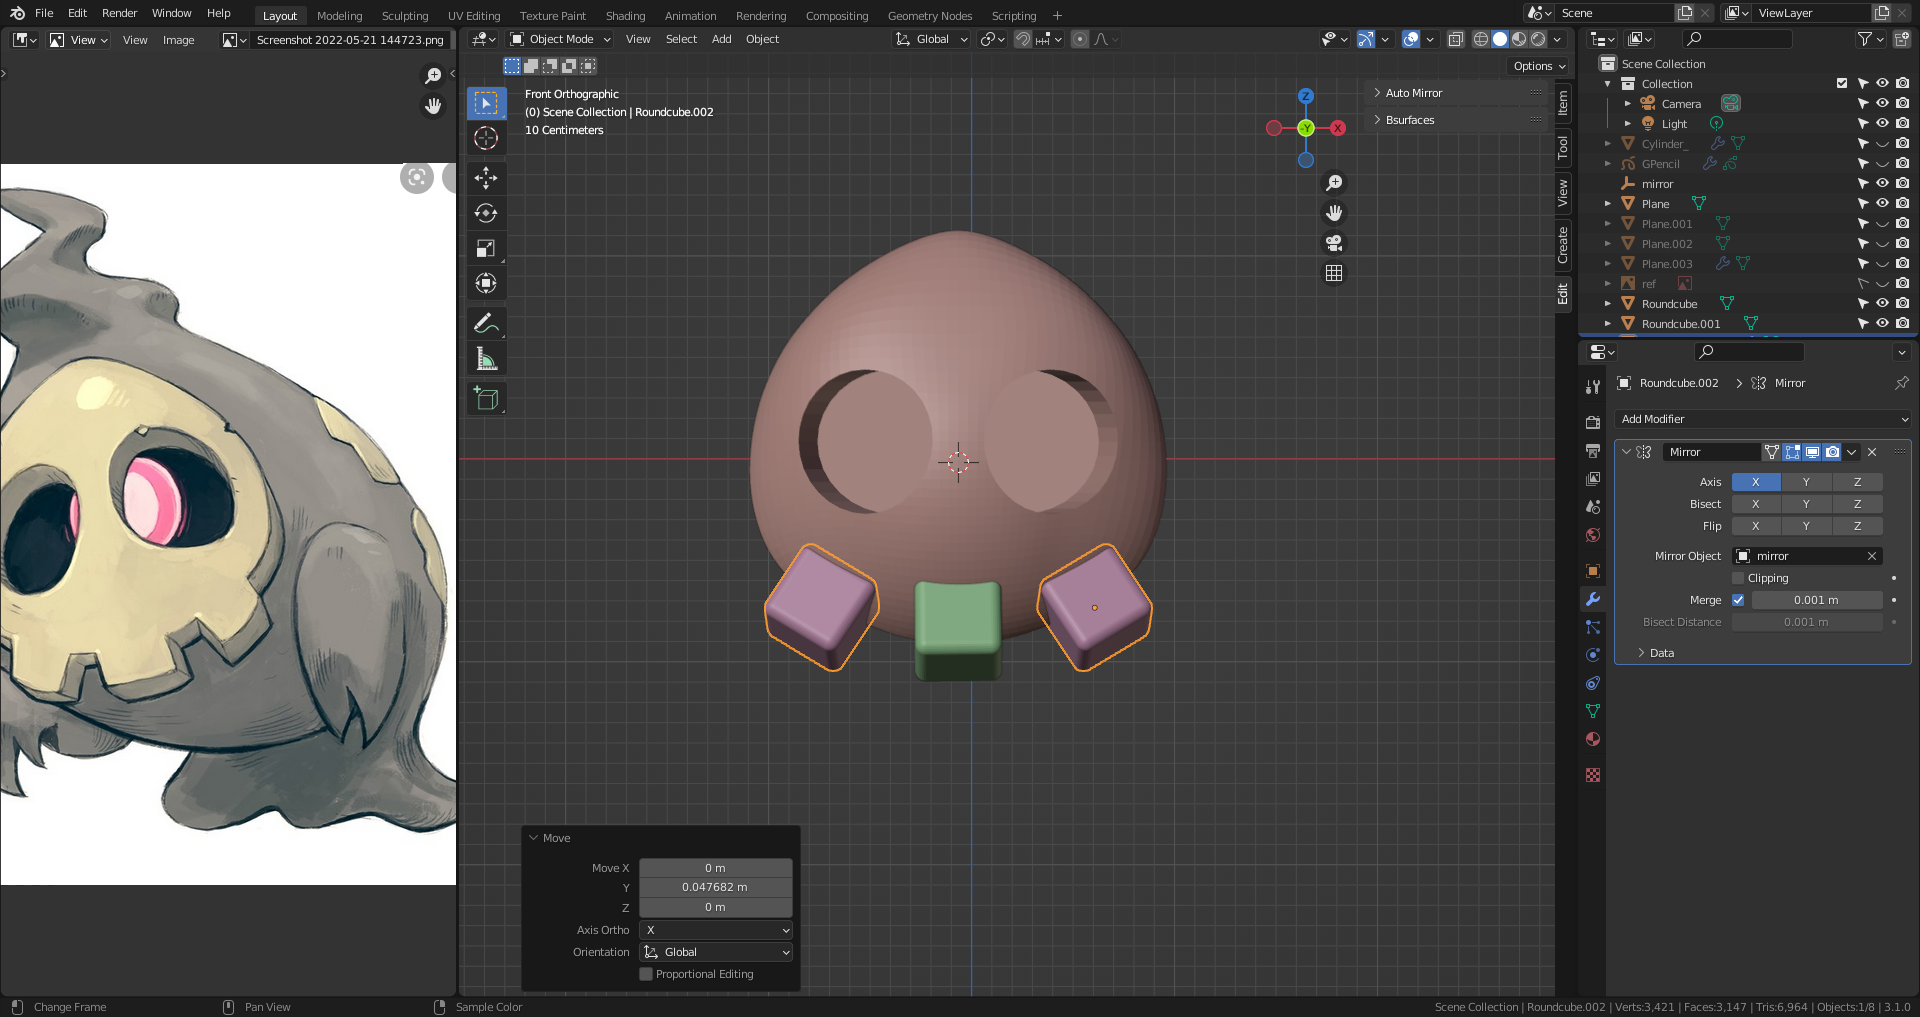 File Edit Render Window Help
Layout Modeling Sculpting UV Editing Texture Paint Shading Animation Rendering Compositing Geometry Nodes Scripting +
Scene
ViewLayer
View View Image Screenshot 2022-05-21 144723.png
Object Mode View Select Add Object Global
Options
Front Orthographic
(0) Scene Collection | Roundcube.002
10 Centimeters
Z
-Y
X
Auto Mirror
Bsurfaces
Item
Tool
View
Create
Edit
Scene Collection
Collection
Camera
Light
Cylinder_
GPencil
mirror
Plane
Plane.001
Plane.002
Plane.003
ref
Roundcube
Roundcube.001
Roundcube.002 > Mirror
Add Modifier
Mirror
Axis X Y Z
Bisect X Y Z
Flip X Y Z
Mirror Object mirror
Clipping
Merge 0.001 m
Bisect Distance 0.001 m
Data
Move
Move X 0 m
Y 0.047682 m
Z 0 m
Axis Ortho X
Orientation Global
Proportional Editing
Change Frame Pan View Sample Color
Scene Collection | Roundcube.002 | Verts:3,421 | Faces:3,147 | Tris:6,964 | Objects:1/8 | 3.1.0